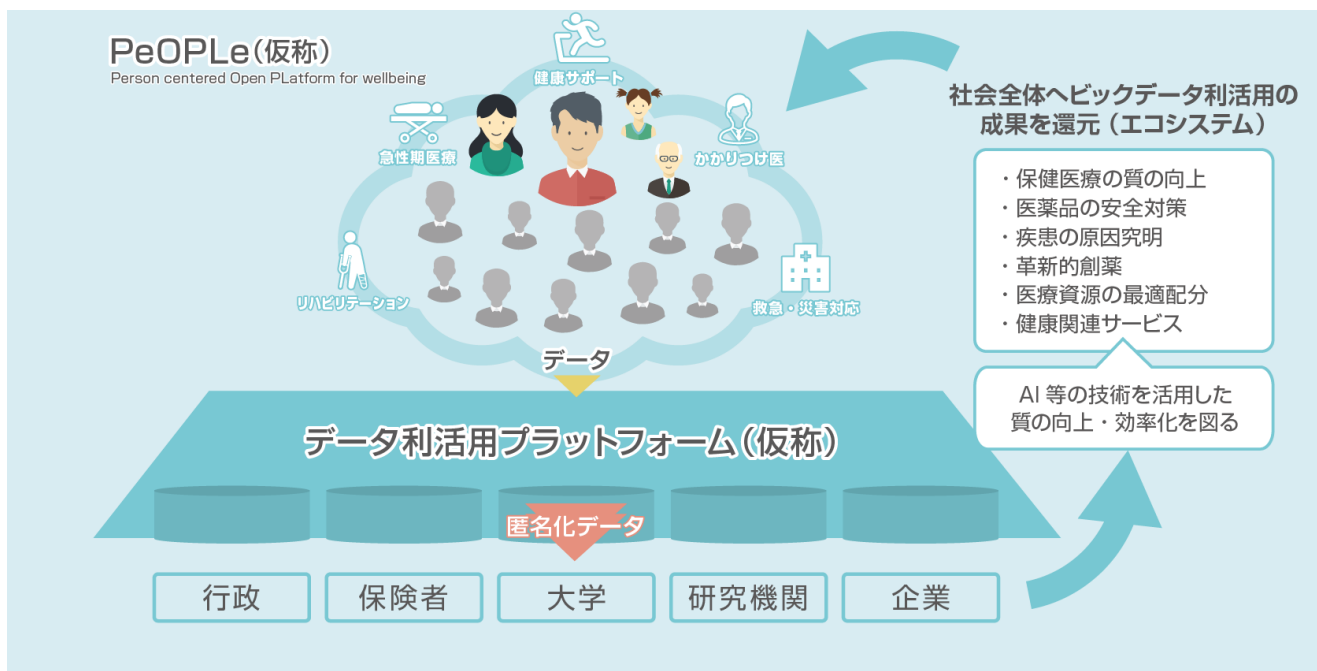 PeOPLe(仮称)
Person centered Open PLatform for wellbeing
健康サポート
急性期医療
かかりつけ医
リハビリテーション
救急・災害対応
データ
データ利活用プラットフォーム(仮称)
匿名化データ
行政
保険者
大学
研究機関
企業
社会全体へビックデータ利活用の
成果を還元(エコシステム)
・保健医療の質の向上
・医薬品の安全対策
・疾患の原因究明
・革新的創薬
・医療資源の最適配分
・健康関連サービス
AI 等の技術を活用した
質の向上・効率化を図る